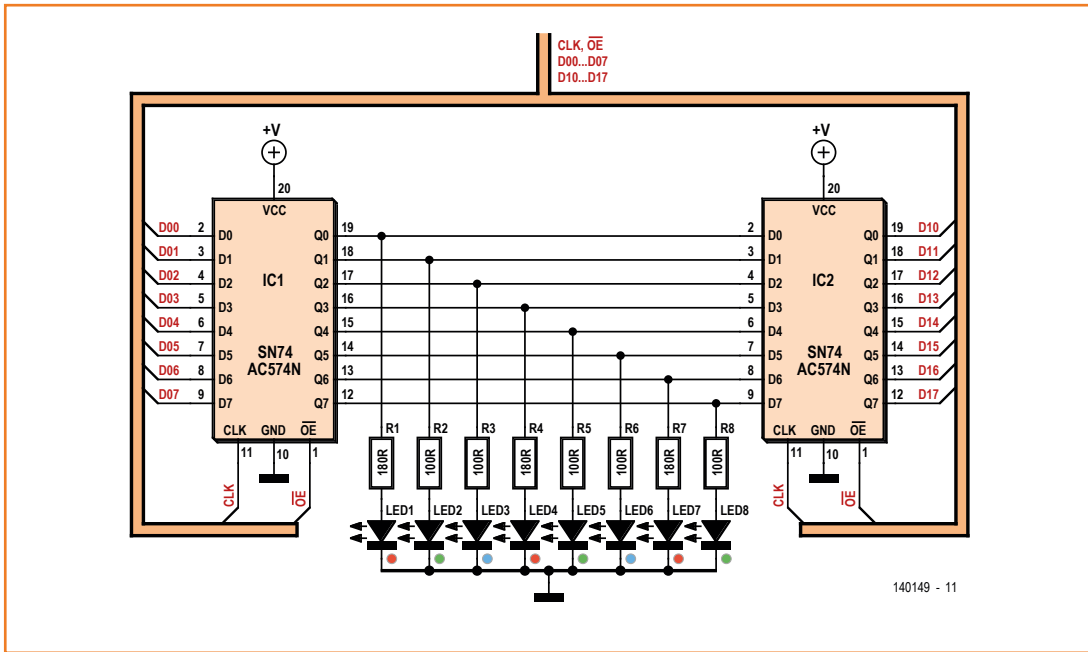 CLK, OE
D00...D07
D10...D17
+V
+V
20
VCC
20
VCC
D00 2 D0 Q0 19
D01 3 D1 Q1 18
D02 4 D2 Q2 17
D03 5 D3 Q3 16
D04 6 D4 Q4 15
D05 7 D5 Q5 14
D06 8 D6 Q6 13
D07 9 D7 Q7 12
IC1
SN74
AC574N
CLK GND OE
11 10 1
CLK OE
2 D0 Q0 19 D10
3 D1 Q1 18 D11
4 D2 Q2 17 D12
5 D3 Q3 16 D13
6 D4 Q4 15 D14
7 D5 Q5 14 D15
8 D6 Q6 13 D16
9 D7 Q7 12 D17
IC2
SN74
AC574N
CLK GND OE
11 10 1
CLK OE
R1 R2 R3 R4 R5 R6 R7 R8
180R 100R 100R 180R 100R 100R 180R 100R
LED1 LED2 LED3 LED4 LED5 LED6 LED7 LED8
140149 - 11